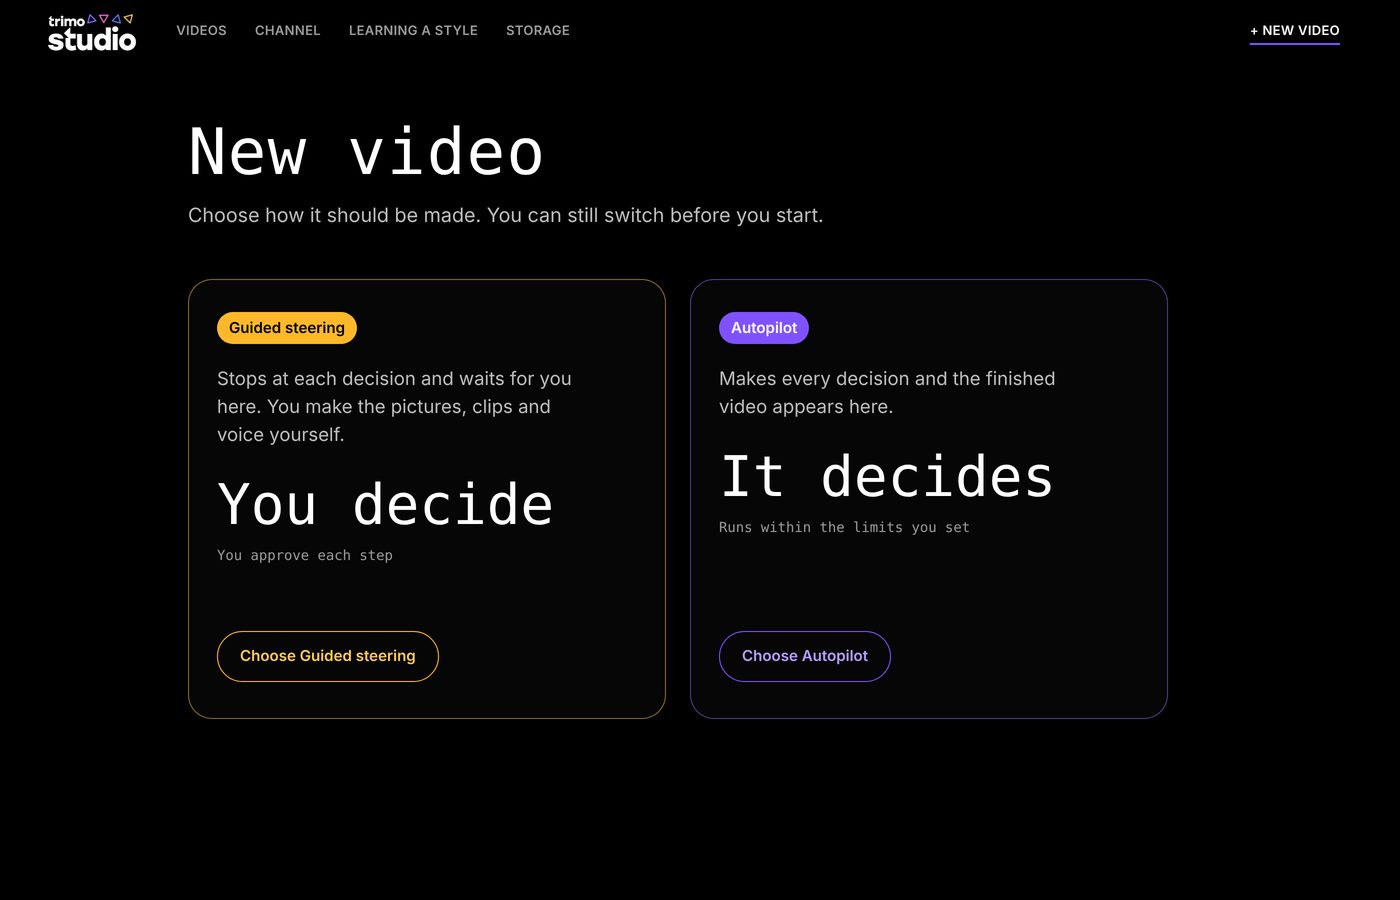 trimo
studio
VIDEOS
CHANNEL
LEARNING A STYLE
STORAGE
+ NEW VIDEO
New video
Choose how it should be made. You can still switch before you start.
Guided steering
Stops at each decision and waits for you
here. You make the pictures, clips and
voice yourself.
You decide
You approve each step
Choose Guided steering
Autopilot
Makes every decision and the finished
video appears here.
It decides
Runs within the limits you set
Choose Autopilot